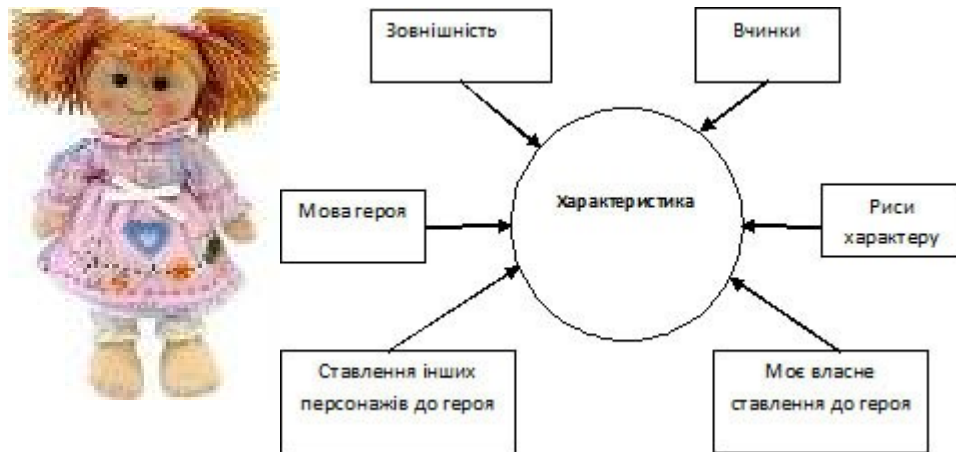 Зовнішність
Вчинки
Мова героя
Характеристика
Риси
характеру
Ставлення інших
персонажів до героя
Моє власне
ставлення до героя